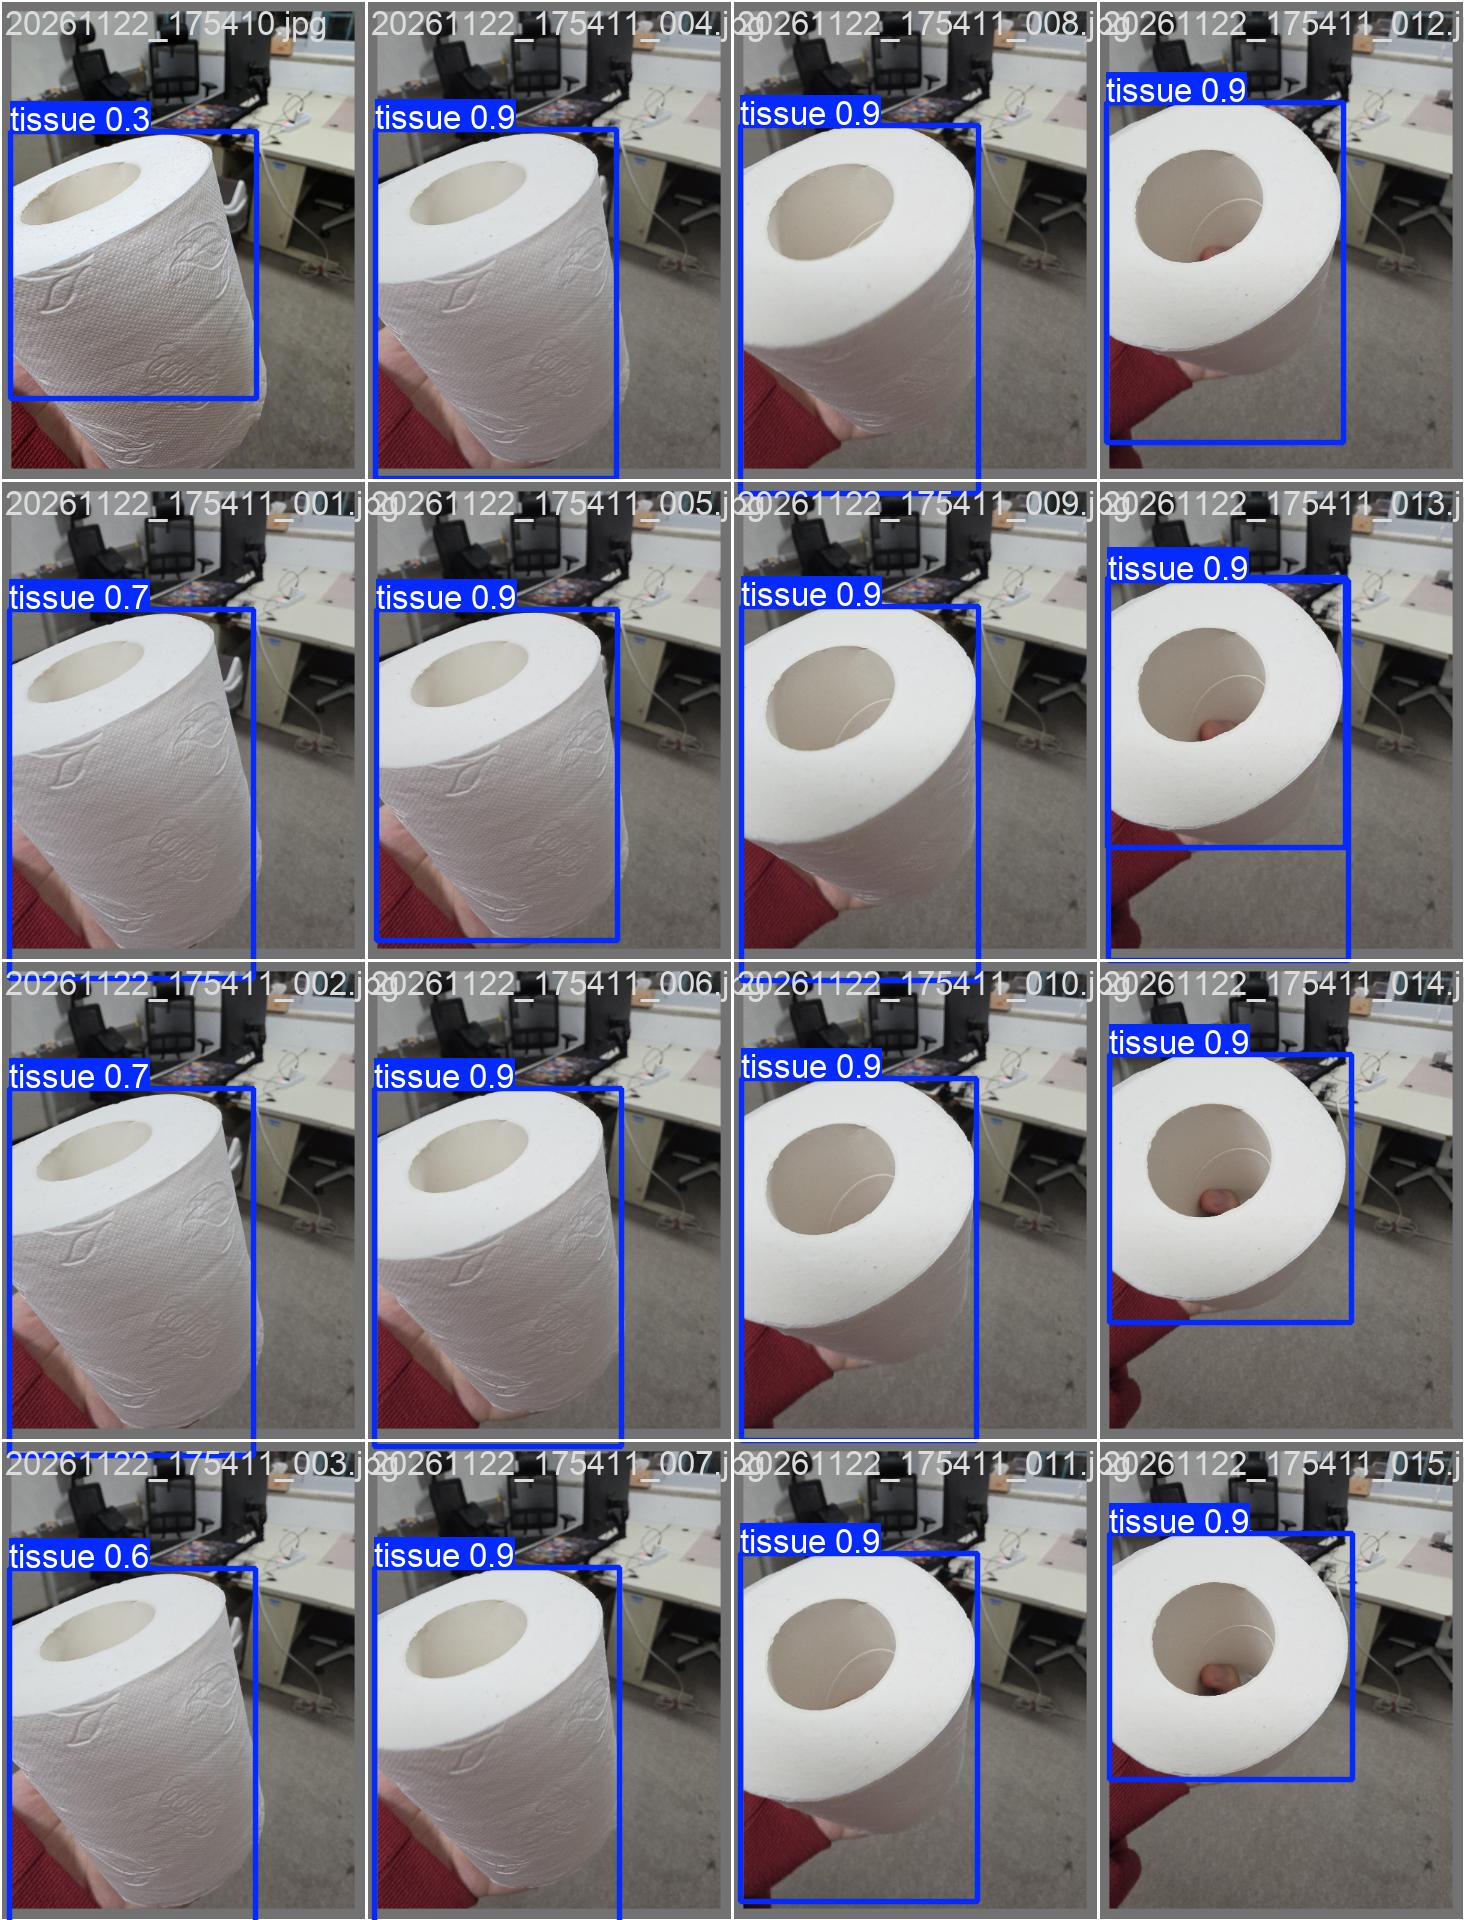 20261122_175410.jpg
20261122_175411_004.jpg
20261122_175411_008.jpg
20261122_175411_012.j
tissue 0.3
tissue 0.9
tissue 0.9
tissue 0.9
20261122_175411_001.jpg
20261122_175411_005.jpg
20261122_175411_009.jpg
20261122_175411_013.j
tissue 0.7
tissue 0.9
tissue 0.9
tissue 0.9
20261122_175411_002.jpg
20261122_175411_006.jpg
20261122_175411_010.jpg
20261122_175411_014.j
tissue 0.7
tissue 0.9
tissue 0.9
tissue 0.9
20261122_175411_003.jpg
20261122_175411_007.jpg
20261122_175411_011.jpg
20261122_175411_015.j
tissue 0.6
tissue 0.9
tissue 0.9
tissue 0.9